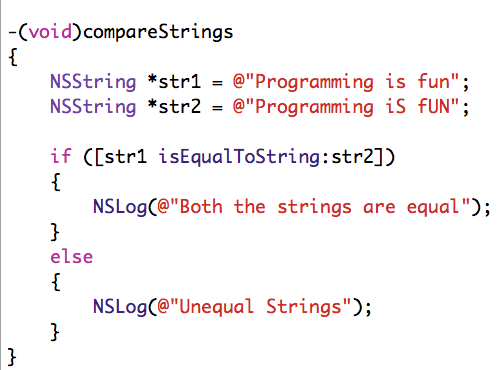 -(void)compareStrings
{
    NSString *str1 = @"Programming is fun";
    NSString *str2 = @"Programming iS fUN";

    if ([str1 isEqualToString:str2])
    {
        NSLog(@"Both the strings are equal");
    }
    else
    {
        NSLog(@"Unequal Strings");
    }
}